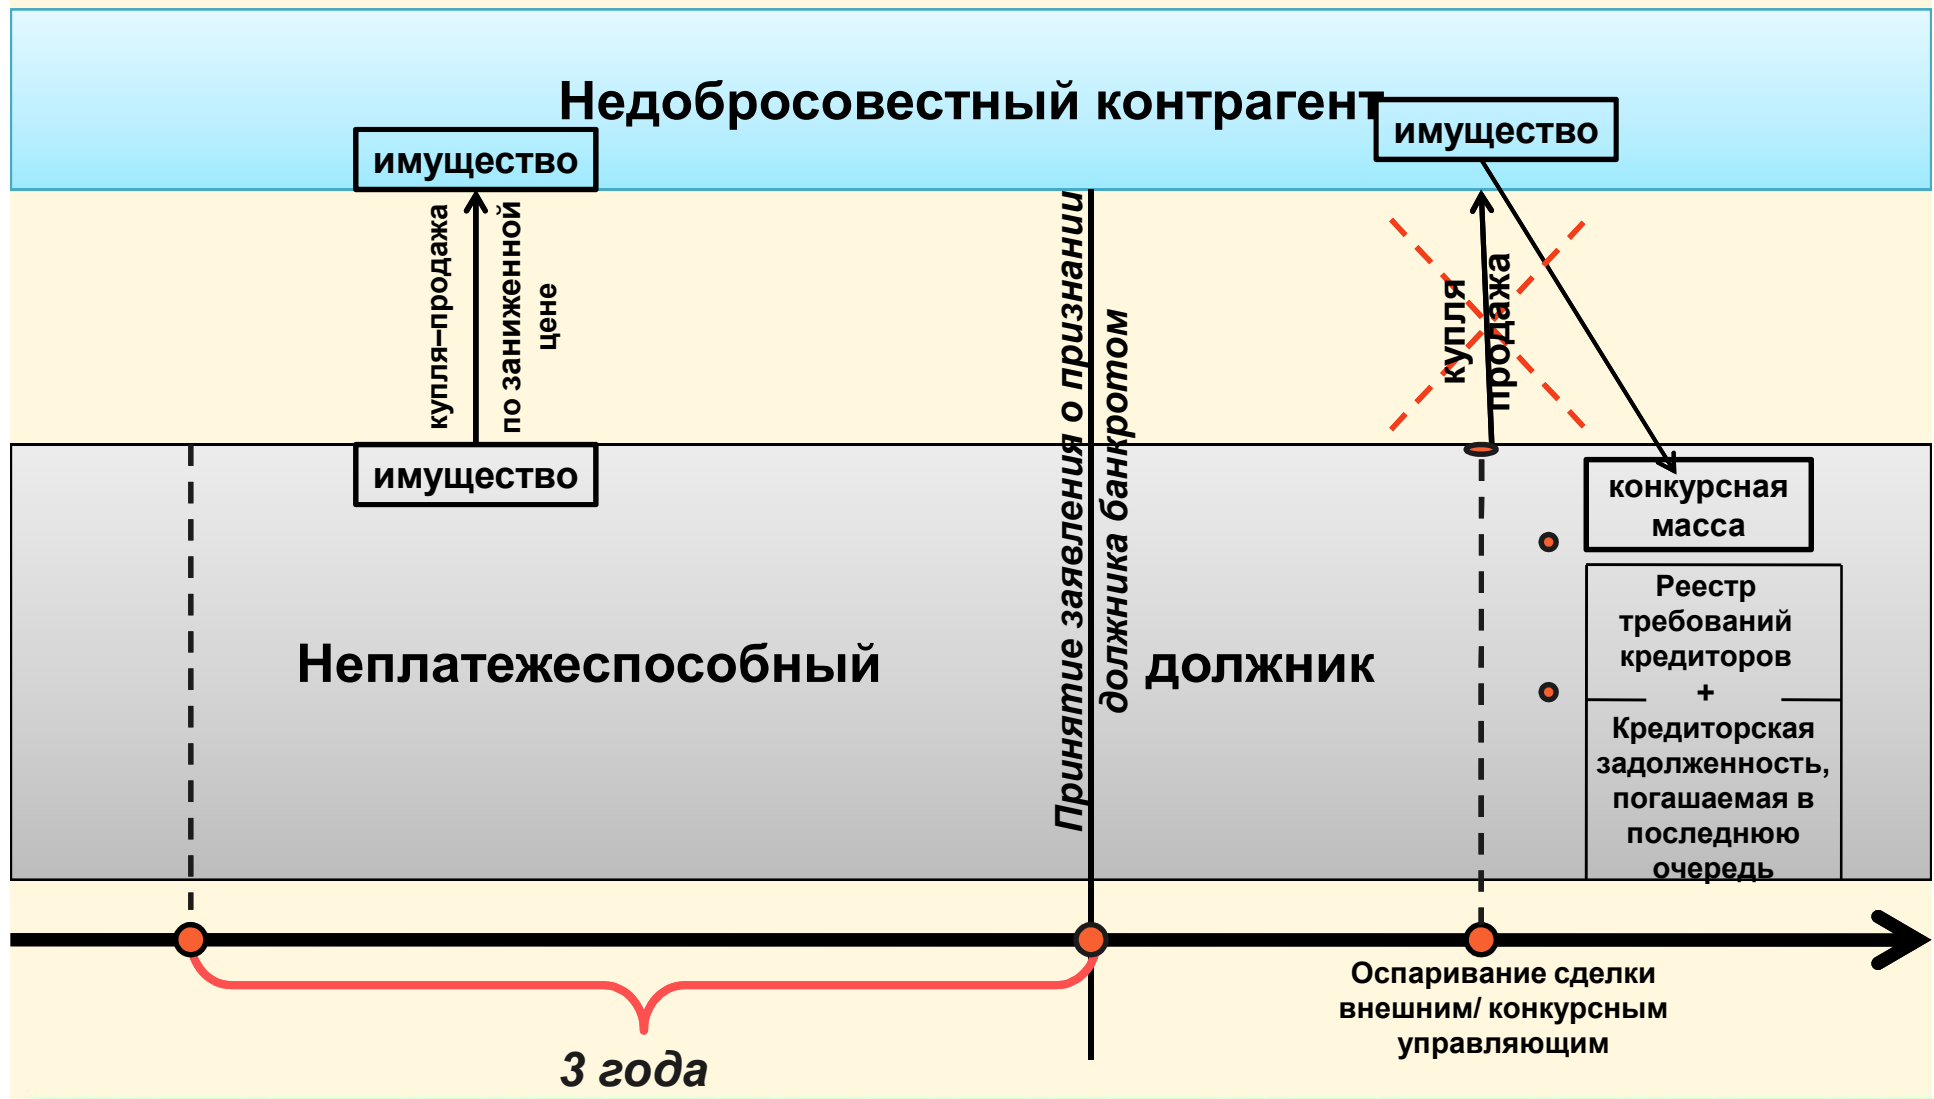 Недобросовестный контрагент
имущество
имущество
купля–продажа
по заниженной
цене
Принятие заявления о признании
должника банкротом
купля
продажа
имущество
конкурсная
масса
Неплатежеспособный
должник
Реестр
требований
кредиторов
+
Кредиторская
задолженность,
погашаемая в
последнюю
очередь
Оспаривание сделки
внешним/ конкурсным
управляющим
3 года